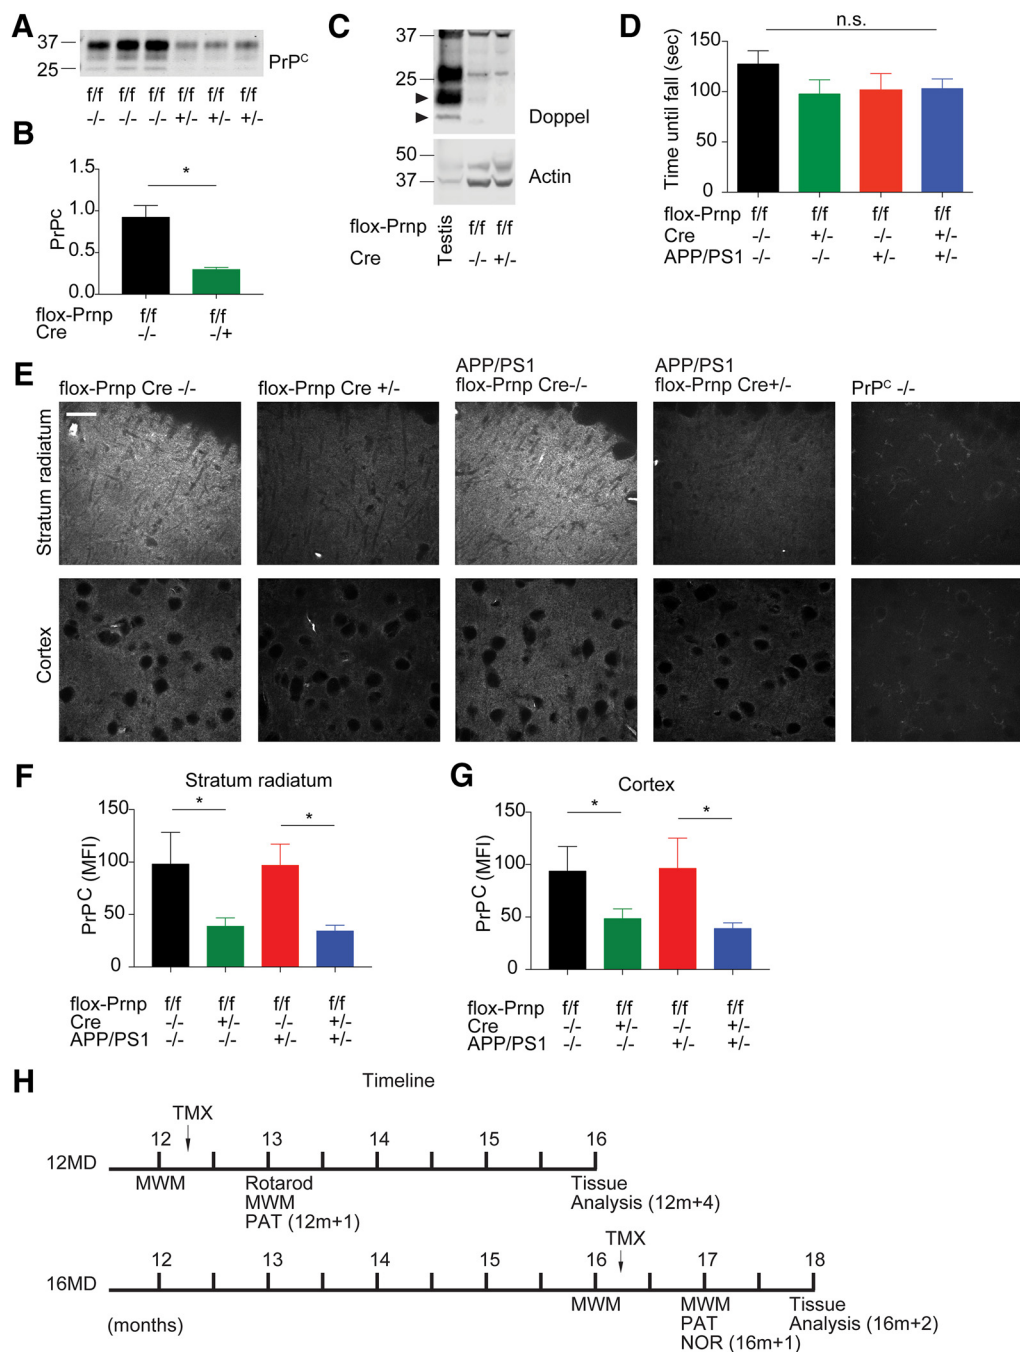 A
37
25
PrPC
f/f f/f f/f f/f f/f f/f
-/- -/- -/- +/- +/- +/-
B
1.5
1.0
0.5
0.0
PrPC
*
flox-Prnp f/f f/f
Cre -/- -/+
C
37
25
Doppel
50
37
Actin
flox-Prnp Testis f/f f/f
Cre -/- +/-
D
n.s.
150
100
50
0
Time until fall (sec)
flox-Prnp f/f f/f f/f f/f
Cre -/- +/- -/- +/-
APP/PS1 -/- -/- +/- +/-
E
flox-Prnp Cre -/-
flox-Prnp Cre +/-
APP/PS1
flox-Prnp Cre-/-
APP/PS1
flox-Prnp Cre+/-
PrPC -/-
Stratum radiatum
Cortex
F
Stratum radiatum
150
100
50
0
PrPC (MFI)
* *
flox-Prnp f/f f/f f/f f/f
Cre -/- +/- -/- +/-
APP/PS1 -/- -/- +/- +/-
G
Cortex
150
100
50
0
PrPC (MFI)
* *
flox-Prnp f/f f/f f/f f/f
Cre -/- +/- -/- +/-
APP/PS1 -/- -/- +/- +/-
H
Timeline
TMX
12 13 14 15 16
12MD
MWM
Rotarod
MWM
PAT (12m+1)
Tissue
Analysis (12m+4)
TMX
12 13 14 15 16 17 18
16MD
MWM
MWM
PAT
NOR (16m+1)
Tissue
Analysis (16m+2)
(months)